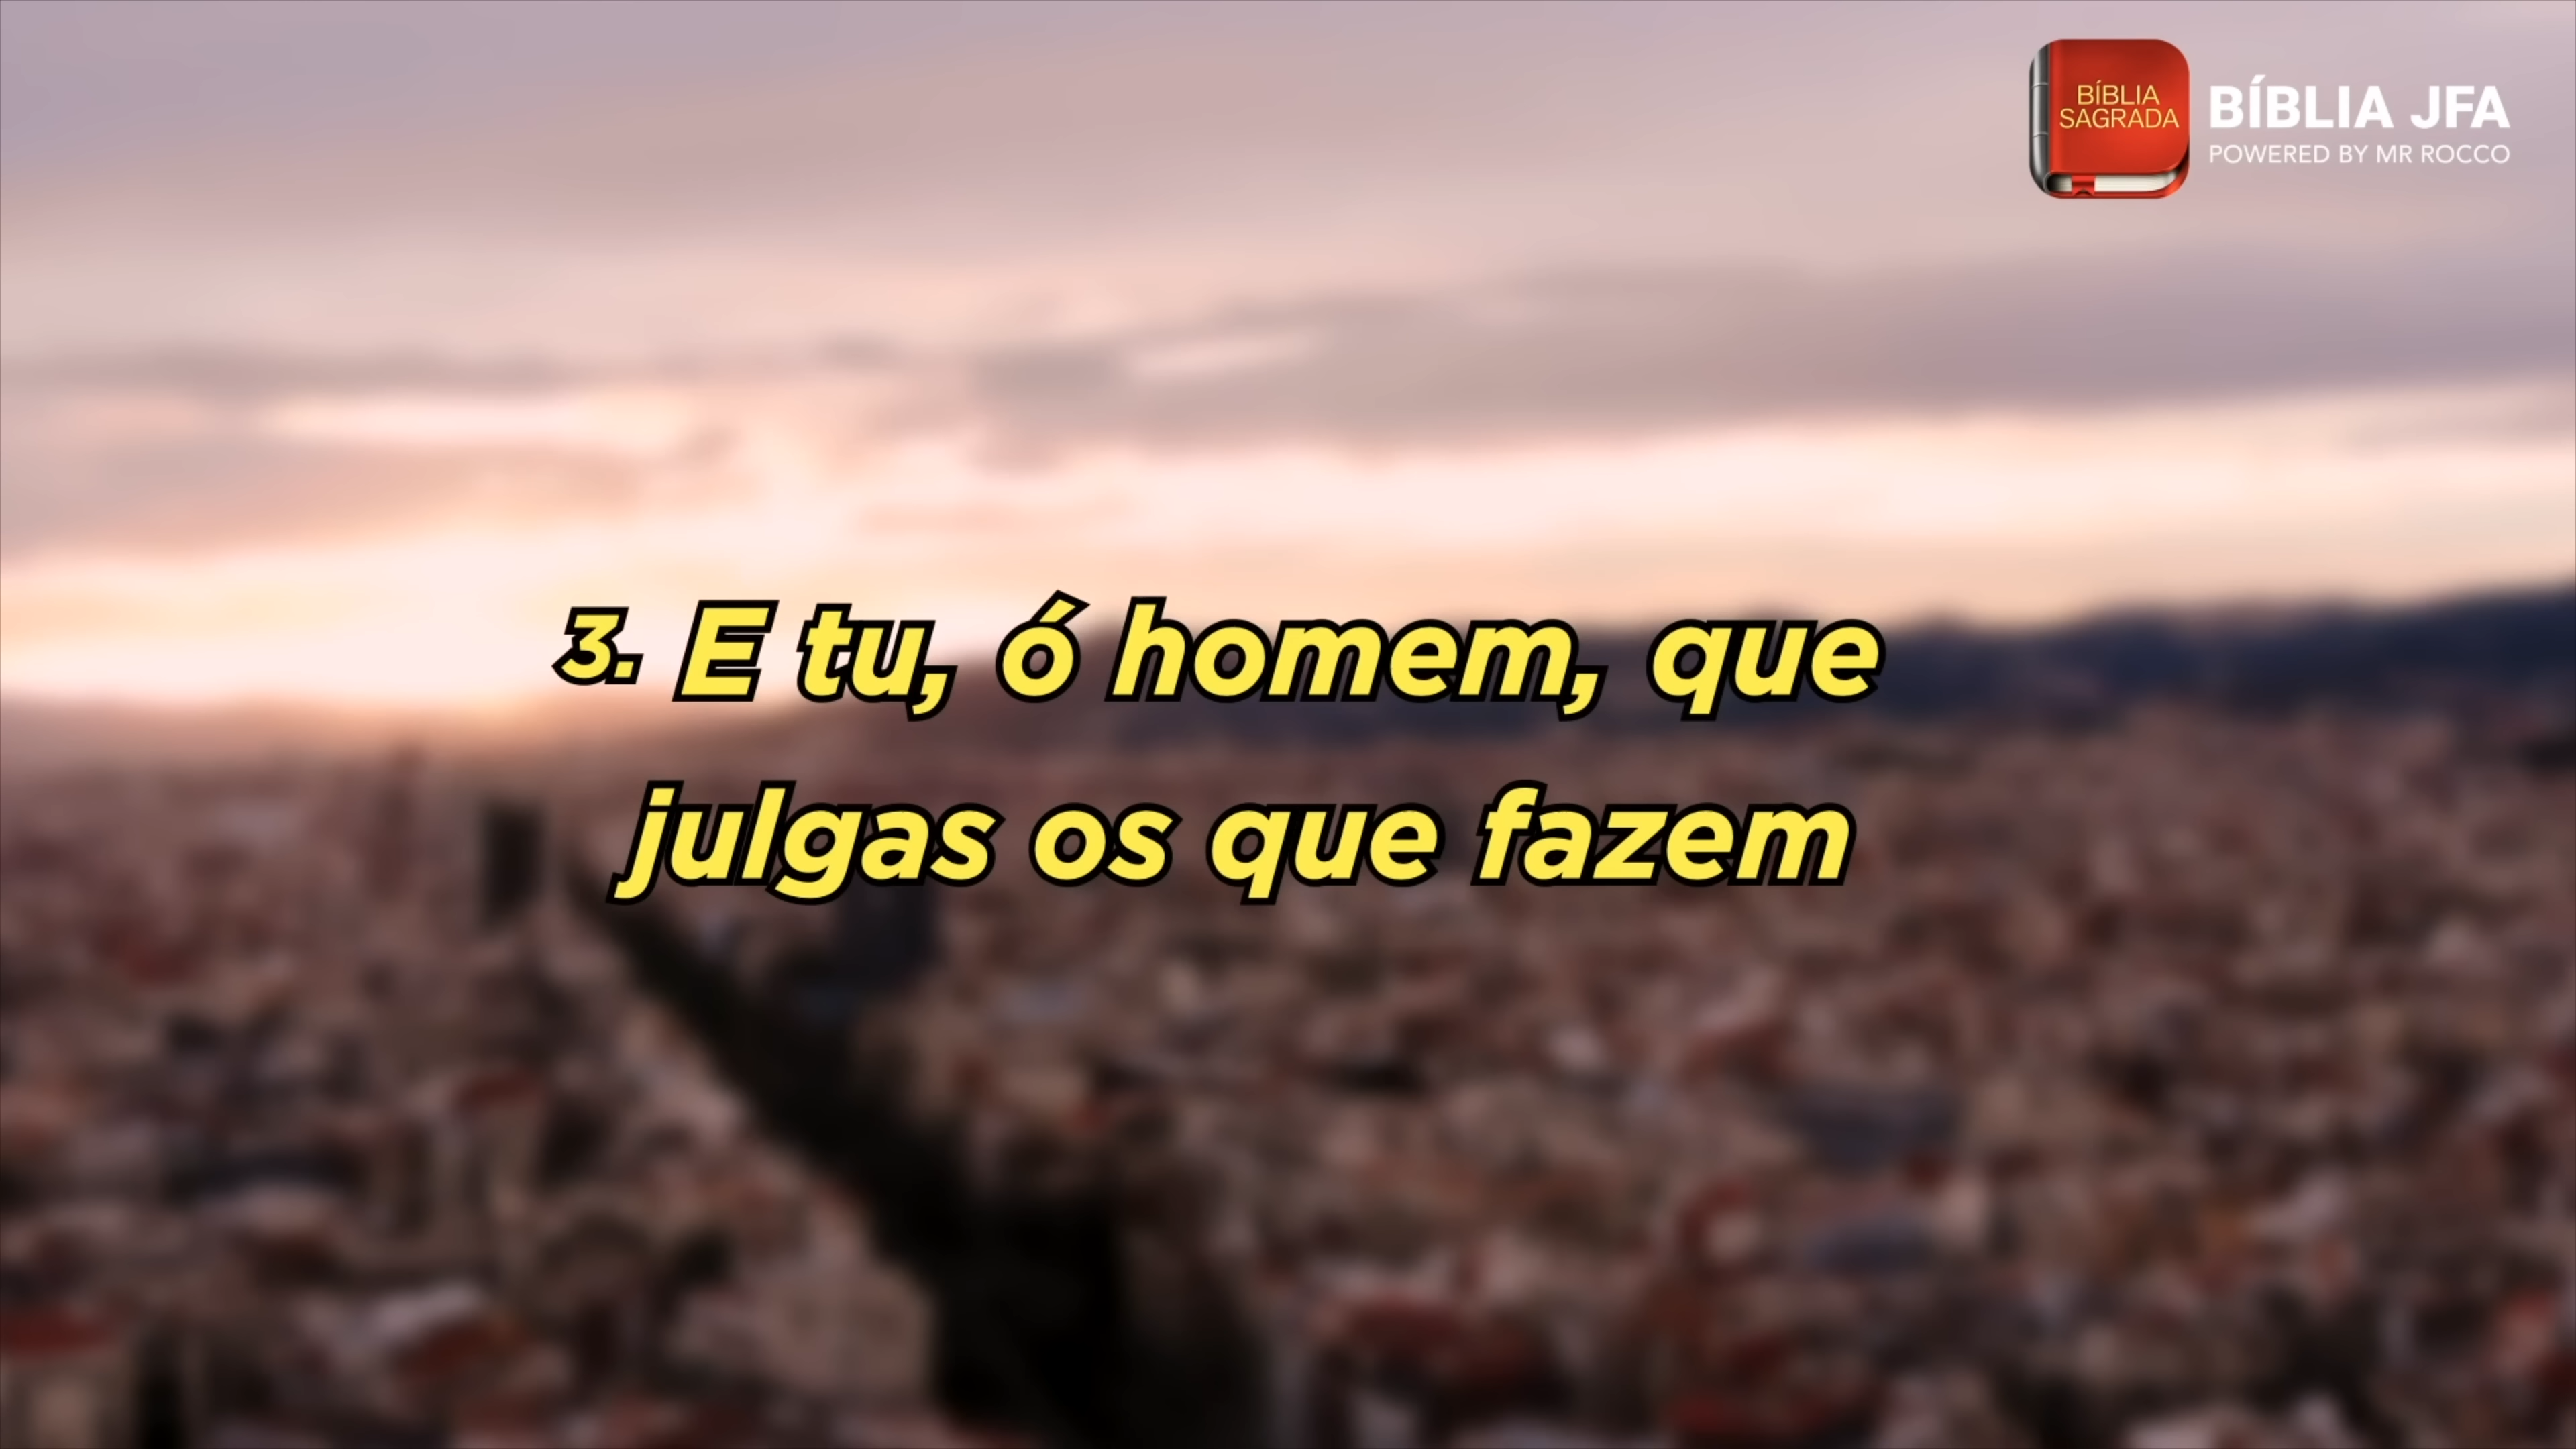 BÍBLIA
SAGRADA
BÍBLIA JFA
POWERED BY MR ROCCO
3. E tu, ó homem, que
julgas os que fazem